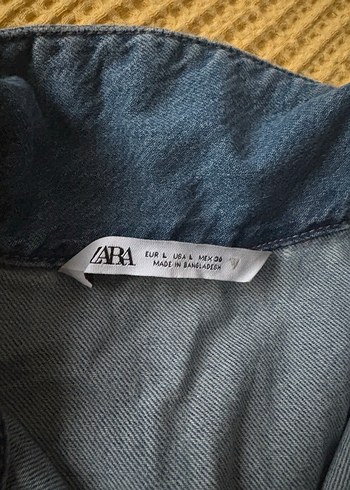 ZARA
EUR L USA L MEX 30
MADE IN BANGLADESH